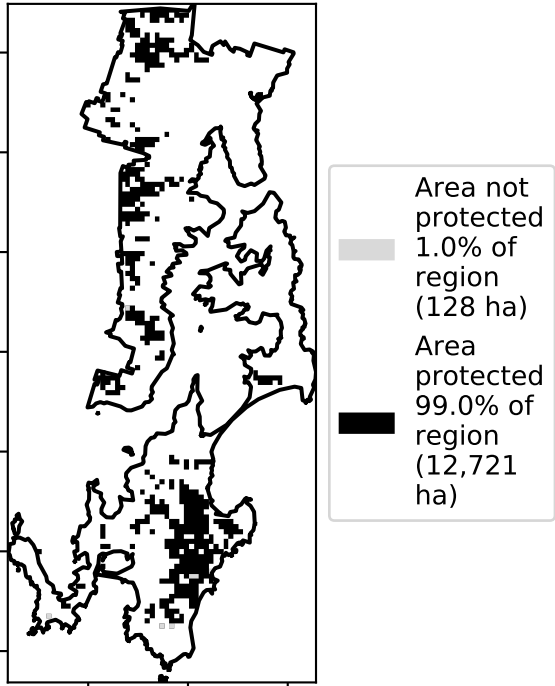 Area not
protected
1.0% of
region
(128 ha)
Area
protected
99.0% of
region
(12,721
ha)